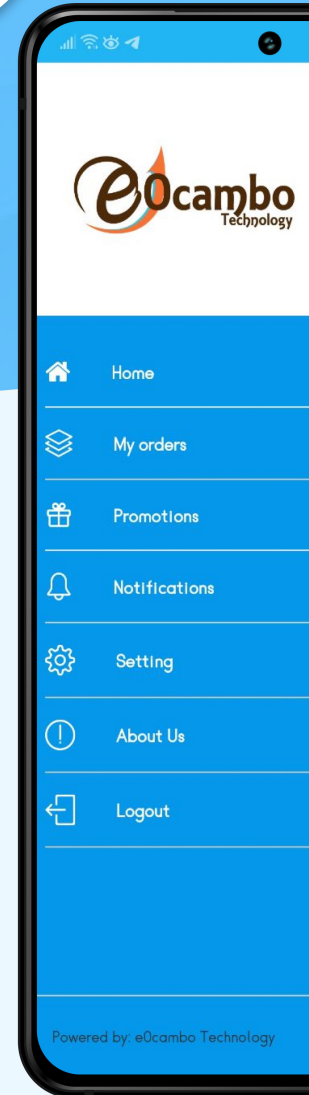 e0cambo
Technology
Home
My orders
Promotions
Notifications
Setting
About Us
Logout
Powered by: e0cambo Technology